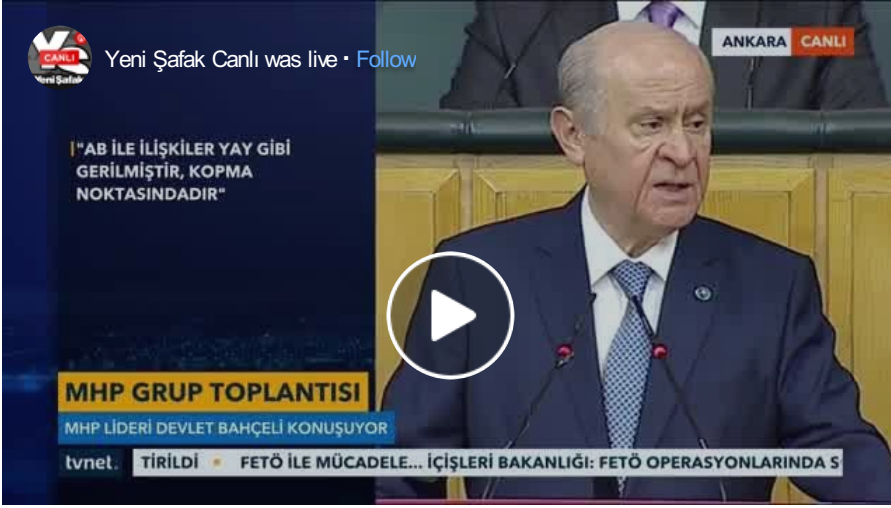 Yeni Şafak Canlı was live · Follow
CANLI
Yeni Şafak
ANKARA CANLI
"AB İLE İLİŞKİLER YAY GİBİ
GERİLMİŞTİR, KOPMA
NOKTASINDADIR"
MHP GRUP TOPLANTISI
MHP LİDERİ DEVLET BAHÇELİ KONUŞUYOR
tvnet. TİRİLDİ • FETÖ İLE MÜCADELE... İÇİŞLERİ BAKANLIĞI: FETÖ OPERASYONLARINDA S